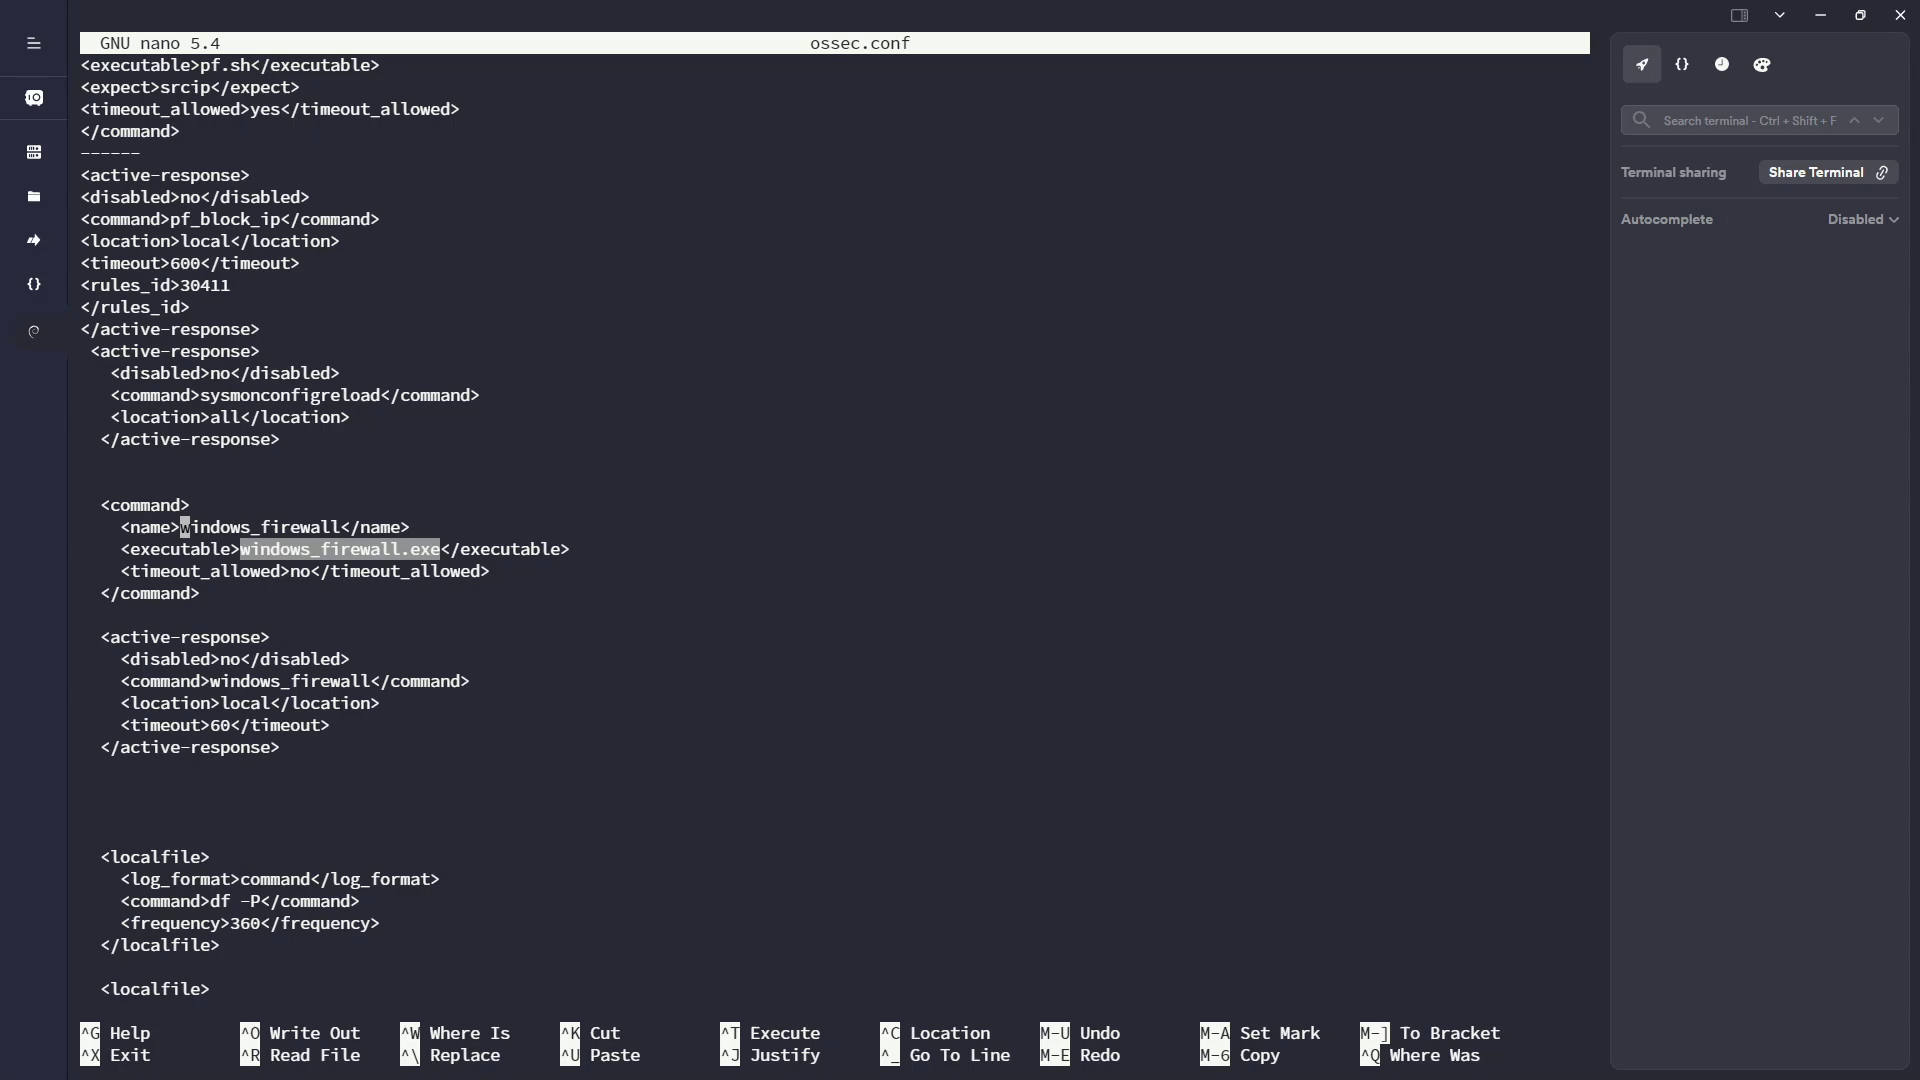 GNU nano 5.4 ossec.conf
<executable>pf.sh</executable>
<expect>srcip</expect>
<timeout_allowed>yes</timeout_allowed>
</command>
------
<active-response>
<disabled>no</disabled>
<command>pf_block_ip</command>
<location>local</location>
<timeout>600</timeout>
<rules_id>30411
</rules_id>
</active-response>
<active-response>
<disabled>no</disabled>
<command>sysmonconfigreload</command>
<location>all</location>
</active-response>
<command>
<name>windows_firewall</name>
<executable>windows_firewall.exe</executable>
<timeout_allowed>no</timeout_allowed>
</command>
<active-response>
<disabled>no</disabled>
<command>windows_firewall</command>
<location>local</location>
<timeout>60</timeout>
</active-response>
<localfile>
<log_format>command</log_format>
<command>df -P</command>
<frequency>360</frequency>
</localfile>
<localfile>
^G Help ^O Write Out ^W Where Is ^K Cut ^T Execute ^C Location M-U Undo M-A Set Mark M-] To Bracket
^X Exit ^R Read File ^\ Replace ^U Paste ^J Justify ^_ Go To Line M-E Redo M-6 Copy ^Q Where Was
{}
{}
Search terminal - Ctrl + Shift + F
Terminal sharing Share Terminal
Autocomplete Disabled